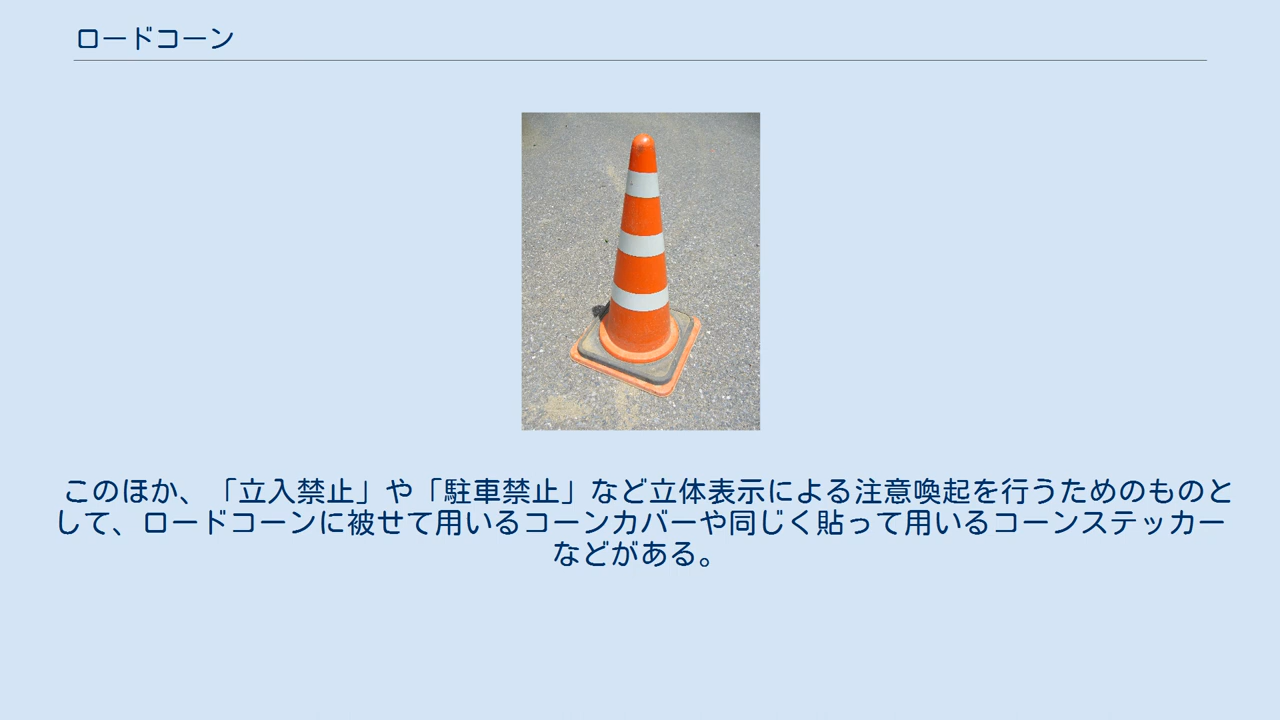 ロードコーン
このほか、「立入禁止」や「駐車禁止」など立体表示による注意喚起を行うためのものと
して、ロードコーンに被せて用いるコーンカバーや同じく貼って用いるコーンステッカー
などがある。